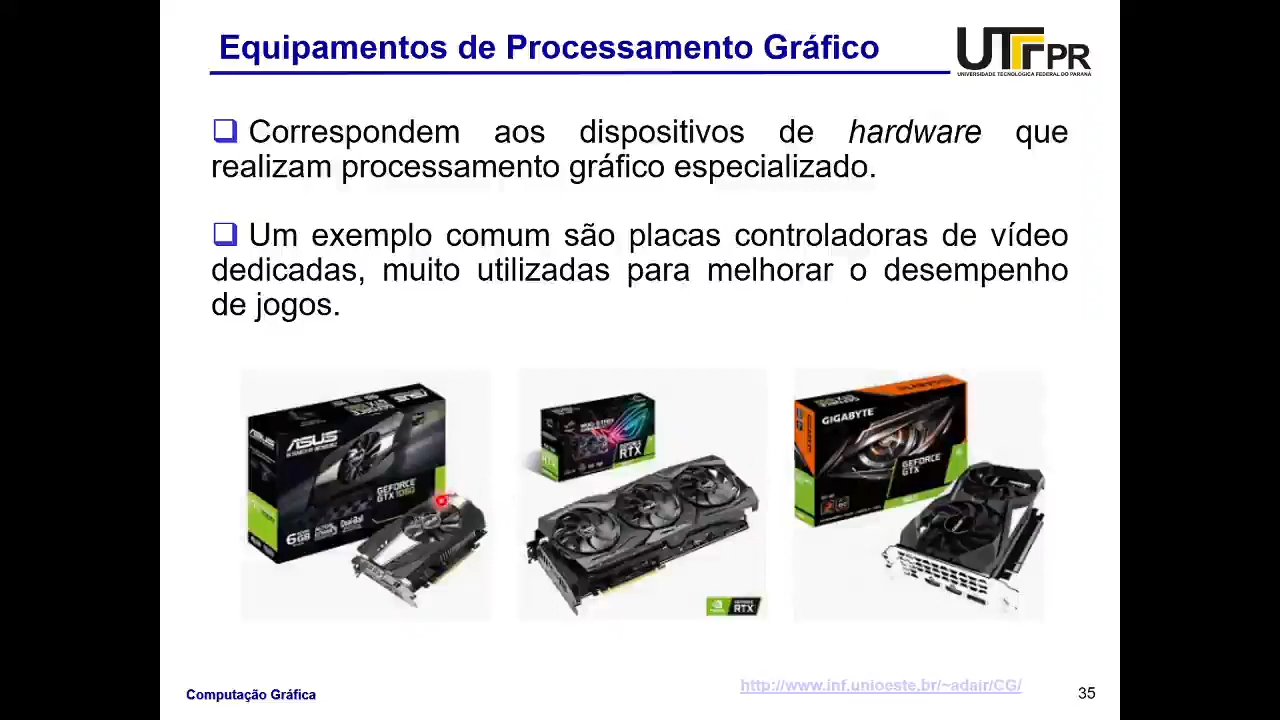 Equipamentos de Processamento Gráfico
UTFPR
UNIVERSIDADE TECNOLÓGICA FEDERAL DO PARANÁ
Correspondem aos dispositivos de hardware que
realizam processamento gráfico especializado.
Um exemplo comum são placas controladoras de vídeo
dedicadas, muito utilizadas para melhorar o desempenho
de jogos.
ASUS
GEFORCE
GTX 1060
6GB
GEFORCE
RTX
GEFORCE
RTX
GIGABYTE
GEFORCE
GTX
Computação Gráfica
http://www.inf.unioeste.br/~adair/CG/
35